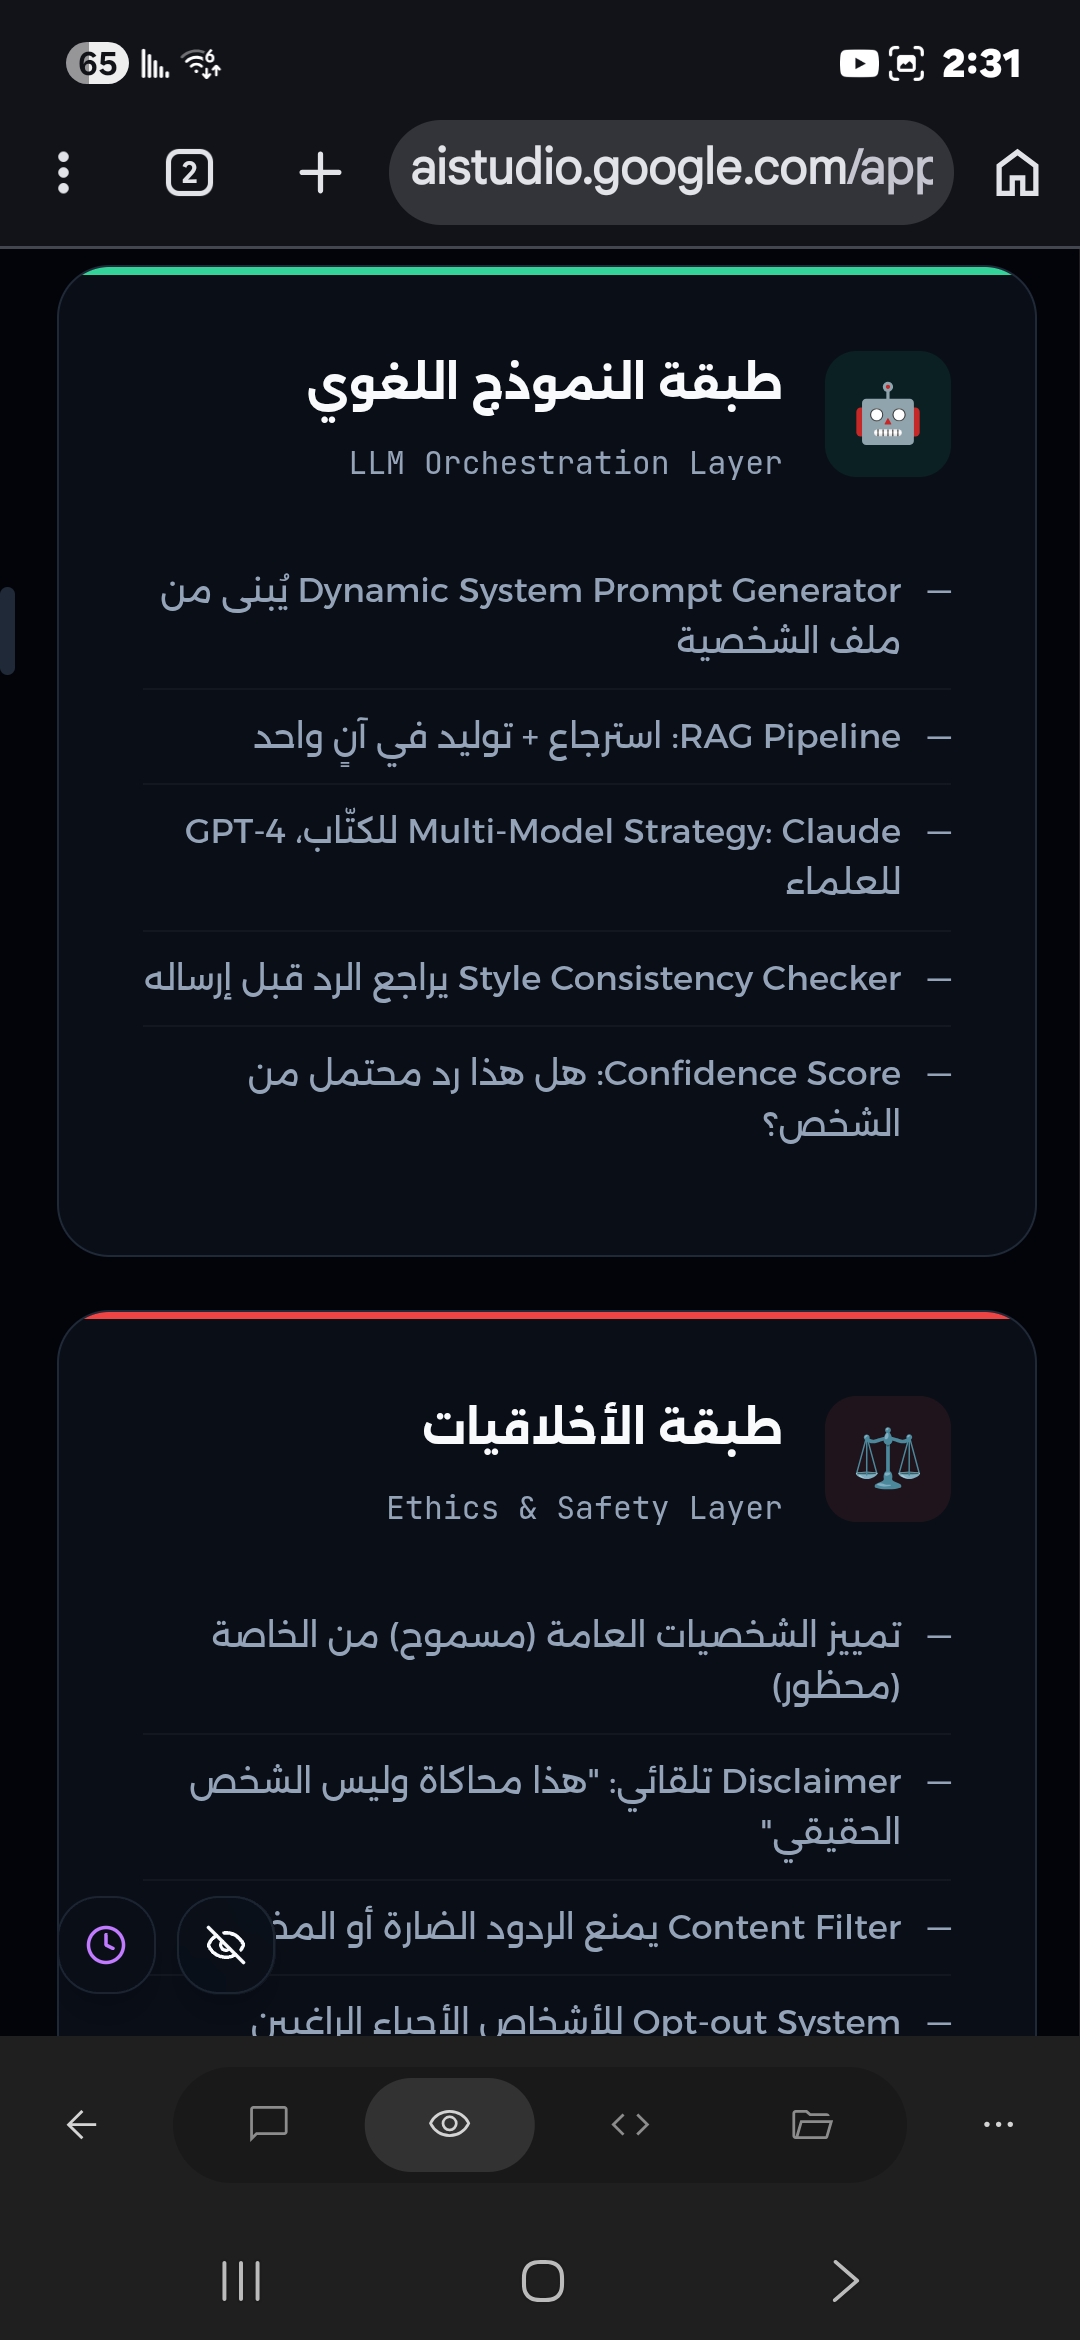 65
2:31
2
aistudio.google.com/app
طبقة النموذج اللغوي
LLM Orchestration Layer
— Dynamic System Prompt Generator يُبنى من
ملف الشخصية
— RAG Pipeline: استرجاع + توليد في آنٍ واحد
— Multi-Model Strategy: Claude للكتّاب، GPT-4
للعلماء
— Style Consistency Checker يراجع الرد قبل إرساله
— Confidence Score: هل هذا رد محتمل من
الشخص؟
طبقة الأخلاقيات
Ethics & Safety Layer
— تمييز الشخصيات العامة (مسموح) من الخاصة
(محظور)
— Disclaimer تلقائي: "هذا محاكاة وليس الشخص
الحقيقي"
— Content Filter يمنع الردود الضارة أو
— Opt-out System للأشخاص الأحياء الراغبين